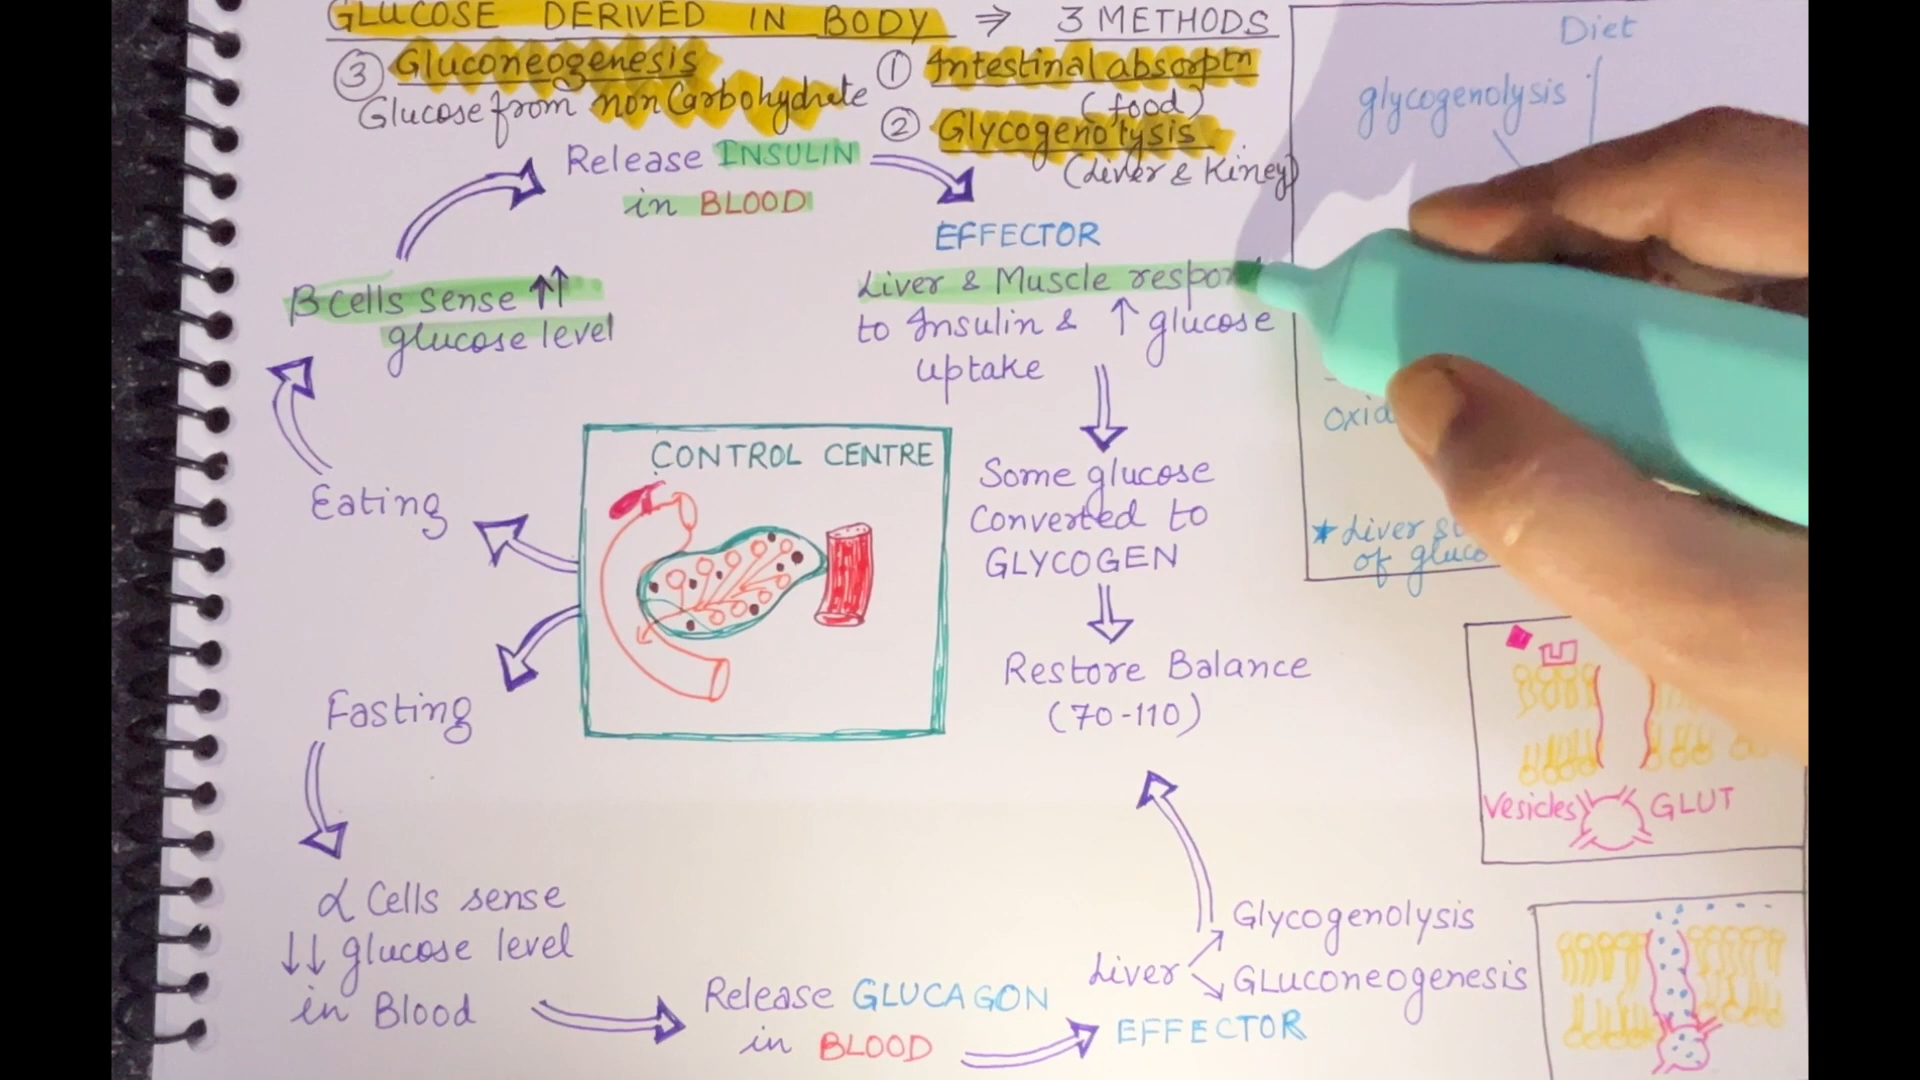 GLUCOSE DERIVED IN BODY ⇒ 3 METHODS
③ Gluconeogenesis
Glucose from non Carbohydrate
① Intestinal absorptn
(food)
② Glycogenolysis
(Liver & Kiney)
Release INSULIN
in BLOOD
EFFECTOR
Liver & Muscle
to Insulin & ↑ glucose
uptake
β Cells sense ↑↑
glucose level
Eating
CONTROL CENTRE
Some glucose
Converted to
GLYCOGEN
Restore Balance
(70-110)
Fasting
α Cells sense
↓↓ glucose level
in Blood
Release GLUCAGON
in BLOOD
Liver
Glycogenolysis
Gluconeogenesis
EFFECTOR
Diet
glycogenolysis
★ Liver
of
Vesicles
GLUT